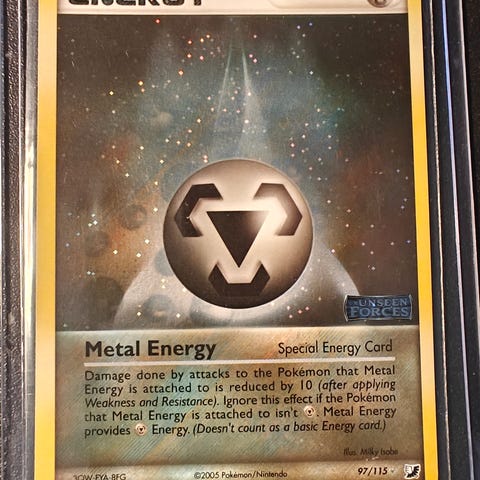 ENERGY
EX UNSEEN
FORCES
Metal Energy Special Energy Card
Damage done by attacks to the Pokémon that Metal
Energy is attached to is reduced by 10 (after applying
Weakness and Resistance). Ignore this effect if the Pokémon
that Metal Energy is attached to isn't . Metal Energy
provides Energy. (Doesn't count as a basic Energy card.)
Illus. Milky Isobe
©2005 Pokémon/Nintendo 97/115